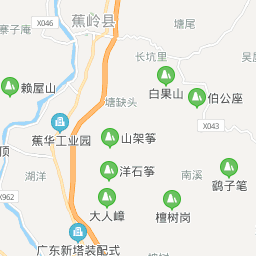 寨子庵
X046
蕉岭县
塘尾
长坑里
赖屋山
白果山
伯公座
塘缺头
X043
蕉华工业园
山架筝
顶
湖洋
洋石筝
南溪
鹞子笔
X962
大人嶂
檀树岗
广东新塔装配式